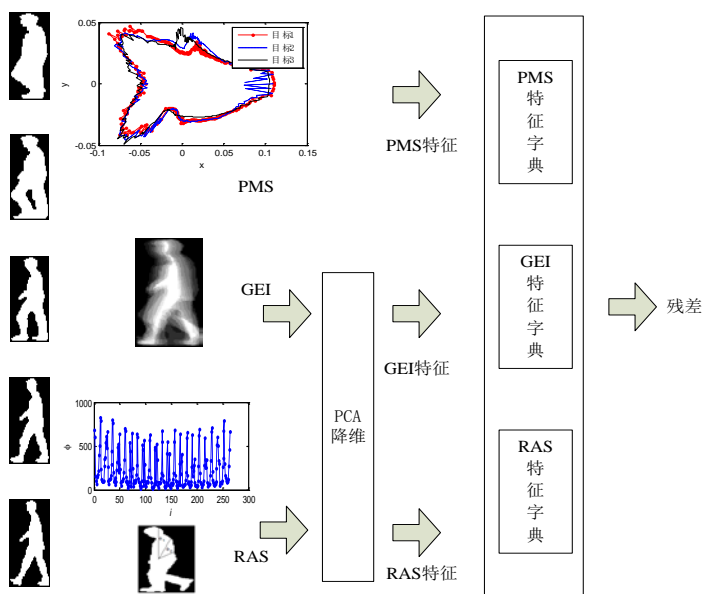 0.05
0
-0.05
y
-0.1
-0.05
0
0.05
0.1
0.15
x
目标1
目标2
目标3
PMS
PMS特征
PMS
特
征
字
典
GEI
GEI特征
GEI
特
征
字
典
残差
PCA
降维
1000
500
0
ϕ
0
50
100
150
200
250
300
i
RAS
RAS特征
RAS
特
征
字
典